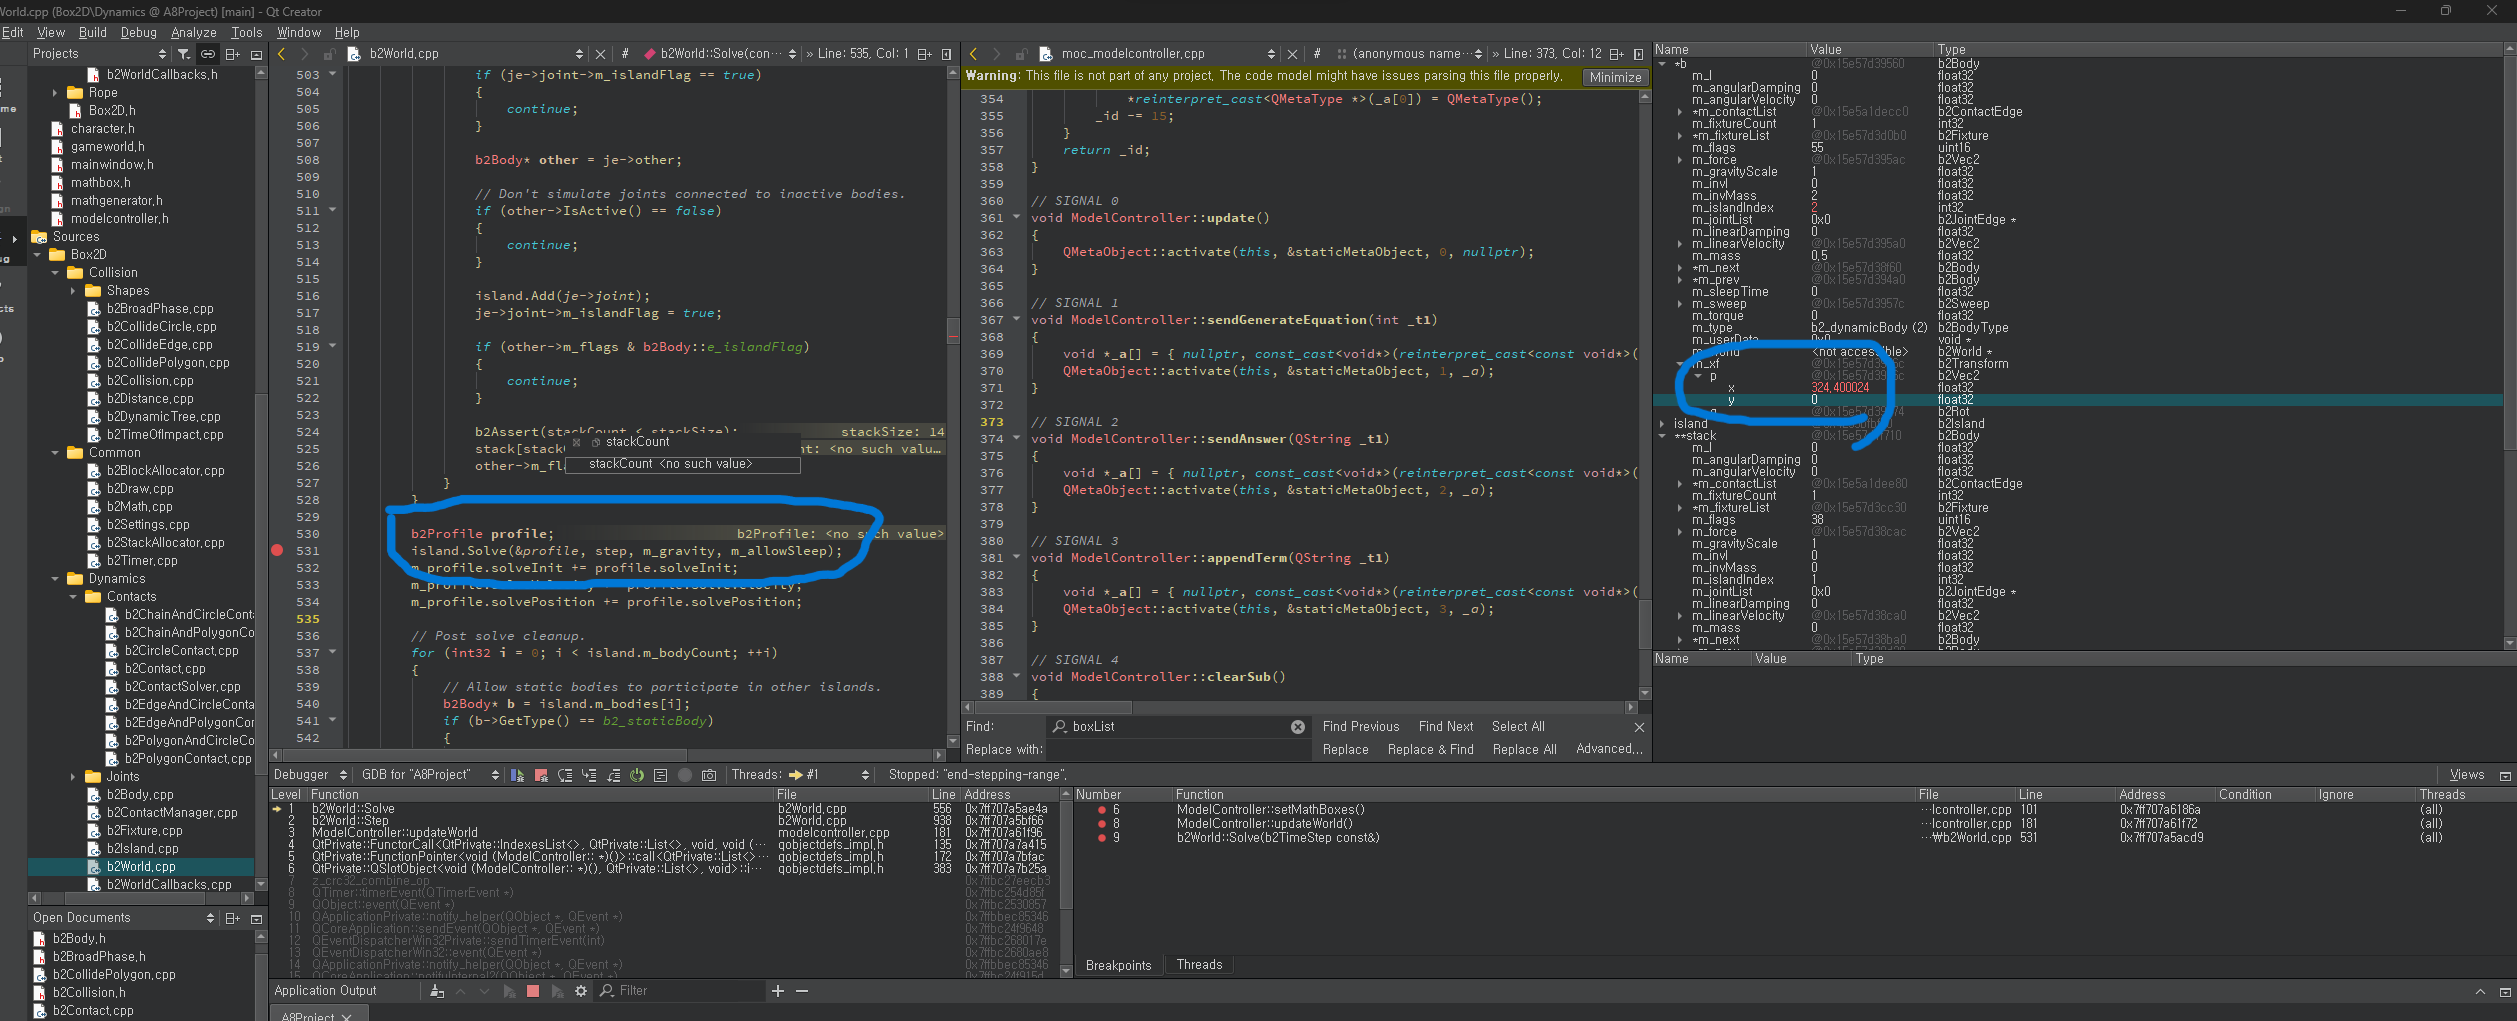 World.cpp (Box2D\Dynamics @ A8Project) [main] - Qt Creator
Edit View Build Debug Analyze Tools Window Help
Projects
b2WorldCallbacks.h
Rope
Box2D.h
character.h
gameworld.h
mainwindow.h
mathbox.h
mathgenerator.h
modelcontroller.h
Sources
Box2D
Collision
Shapes
b2BroadPhase.cpp
b2CollideCircle.cpp
b2CollideEdge.cpp
b2CollidePolygon.cpp
b2Collision.cpp
b2Distance.cpp
b2DynamicTree.cpp
b2TimeOfImpact.cpp
Common
b2BlockAllocator.cpp
b2Draw.cpp
b2Math.cpp
b2Settings.cpp
b2StackAllocator.cpp
b2Timer.cpp
Dynamics
Contacts
b2ChainAndCircleConta
b2ChainAndPolygonCo
b2CircleContact.cpp
b2Contact.cpp
b2ContactSolver.cpp
b2EdgeAndCircleConta
b2EdgeAndPolygonCor
b2PolygonAndCircleCo
b2PolygonContact.cpp
Joints
b2Body.cpp
b2ContactManager.cpp
b2Fixture.cpp
b2Island.cpp
b2World.cpp
b2WorldCallbacks.cpp
Open Documents
b2Body.h
b2BroadPhase.h
b2CollidePolygon.cpp
b2Collision.h
b2Contact.cpp
b2World.cpp # b2World::Solve(con··· » Line: 535, Col: 1
503 if (je->joint->m_islandFlag == true)
504 {
505 continue;
506 }
507
508 b2Body* other = je->other;
509
510 // Don't simulate joints connected to inactive bodies.
511 if (other->IsActive() == false)
512 {
513 continue;
514 }
515
516 island.Add(je->joint);
517 je->joint->m_islandFlag = true;
518
519 if (other->m_flags & b2Body::e_islandFlag)
520 {
521 continue;
522 }
523
524 b2Assert(stackCount < stackSize); stackSize: 14
stackCount
525 stack[stack nt: <no such valu…
526 other->m_fl stackCount <no such value>
527 }
528 }
529
530 b2Profile profile; b2Profile: <no such value>
531 island.Solve(&profile, step, m_gravity, m_allowSleep);
532 m_profile.solveInit += profile.solveInit;
533
534 m_profile.solvePosition += profile.solvePosition;
535
536 // Post solve cleanup.
537 for (int32 i = 0; i < island.m_bodyCount; ++i)
538 {
539 // Allow static bodies to participate in other islands.
540 b2Body* b = island.m_bodies[i];
541 if (b->GetType() == b2_staticBody)
542 {
moc_modelcontroller.cpp # (anonymous name··· » Line: 373, Col: 12
Warning: This file is not part of any project. The code model might have issues parsing this file properly. Minimize
354 *reinterpret_cast<QMetaType *>(_a[0]) = QMetaType();
355 _id -= 15;
356 }
357 return _id;
358 }
359
360 // SIGNAL 0
361 void ModelController::update()
362 {
363 QMetaObject::activate(this, &staticMetaObject, 0, nullptr);
364 }
365
366 // SIGNAL 1
367 void ModelController::sendGenerateEquation(int _t1)
368 {
369 void *_a[] = { nullptr, const_cast<void*>(reinterpret_cast<const void*>(
370 QMetaObject::activate(this, &staticMetaObject, 1, _a);
371 }
372
373 // SIGNAL 2
374 void ModelController::sendAnswer(QString _t1)
375 {
376 void *_a[] = { nullptr, const_cast<void*>(reinterpret_cast<const void*>(
377 QMetaObject::activate(this, &staticMetaObject, 2, _a);
378 }
379
380 // SIGNAL 3
381 void ModelController::appendTerm(QString _t1)
382 {
383 void *_a[] = { nullptr, const_cast<void*>(reinterpret_cast<const void*>(
384 QMetaObject::activate(this, &staticMetaObject, 3, _a);
385 }
386
387 // SIGNAL 4
388 void ModelController::clearSub()
389 {
Find: boxList Find Previous Find Next Select All
Replace with: Replace Replace & Find Replace All Advanced...
Name Value Type
*b @0x15e57d39560 b2Body
m_I 0 float32
m_angularDamping 0 float32
m_angularVelocity 0 float32
*m_contactList @0x15e5a1decc0 b2ContactEdge
m_fixtureCount 1 int32
*m_fixtureList @0x15e57d3d0b0 b2Fixture
m_flags 55 uint16
m_force @0x15e57d395ac b2Vec2
m_gravityScale 1 float32
m_invI 0 float32
m_invMass 2 float32
m_islandIndex 2 int32
m_jointList 0x0 b2JointEdge *
m_linearDamping 0 float32
m_linearVelocity @0x15e57d395a0 b2Vec2
m_mass 0.5 float32
*m_next @0x15e57d38f60 b2Body
*m_prev @0x15e57d394a0 b2Body
m_sleepTime 0 float32
m_sweep @0x15e57d3957c b2Sweep
m_torque 0 float32
m_type b2_dynamicBody (2) b2BodyType
m_userData 0x0 void *
<not accessible> b2World *
m_xf b2Transform
p b2Vec2
x 324.400024 float32
y 0 float32
b2Rot
island b2Island
**stack b2Body
m_I 0 float32
m_angularDamping 0 float32
m_angularVelocity 0 float32
*m_contactList @0x15e5a1dee80 b2ContactEdge
m_fixtureCount 1 int32
*m_fixtureList @0x15e57d3cc30 b2Fixture
m_flags 38 uint16
m_force @0x15e57d38cac b2Vec2
m_gravityScale 1 float32
m_invI 0 float32
m_invMass 0 float32
m_islandIndex 1 int32
m_jointList 0x0 b2JointEdge *
m_linearDamping 0 float32
m_linearVelocity @0x15e57d38ca0 b2Vec2
m_mass 0 float32
*m_next @0x15e57d38ba0 b2Body
Name Value Type
Debugger GDB for "A8Project" Threads: #1 Stopped: "end-stepping-range". Views
Level Function File Line Address
1 b2World::Solve b2World.cpp 556 0x7ff707a5ae4a
2 b2World::Step b2World.cpp 938 0x7ff707a5bf66
3 ModelController::updateWorld modelcontroller.cpp 181 0x7ff707a61f96
4 QtPrivate::FunctorCall<QtPrivate::IndexesList<>, QtPrivate::List<>, void, void (··· qobjectdefs_impl.h 135 0x7ff707a7a415
5 QtPrivate::FunctionPointer<void (ModelController:: *)()>::call<QtPrivate::List<>··· qobjectdefs_impl.h 172 0x7ff707a7bfac
6 QtPrivate::QSlotObject<void (ModelController:: *)(), QtPrivate::List<>, void>::i··· qobjectdefs_impl.h 383 0x7ff707a7b25a
7 z_crc32_combine_op 0x7ffbc27eecb3
8 QTimer::timerEvent(QTimerEvent *) 0x7ffbc254d85f
9 QObject::event(QEvent *) 0x7ffbc2530857
10 QApplicationPrivate::notify_helper(QObject *, QEvent *) 0x7ffbbec85346
11 QCoreApplication::sendEvent(QObject *, QEvent *) 0x7ffbc24f9648
12 QEventDispatcherWin32Private::sendTimerEvent(int) 0x7ffbc268017e
13 QEventDispatcherWin32::event(QEvent *) 0x7ffbc2680ae8
14 QApplicationPrivate::notify_helper(QObject *, QEvent *) 0x7ffbbec85346
15 QCoreApplication::notifyInternal2(QObject *, QEvent *) 0x7ffbc24f915d
Number Function File Line Address Condition Ignore Threads
6 ModelController::setMathBoxes() ···lcontroller.cpp 101 0x7ff707a6186a (all)
8 ModelController::updateWorld() ···lcontroller.cpp 181 0x7ff707a61f72 (all)
9 b2World::Solve(b2TimeStep const&) ···₩b2World.cpp 531 0x7ff707a5acd9 (all)
Breakpoints Threads
Application Output Filter
A8Project